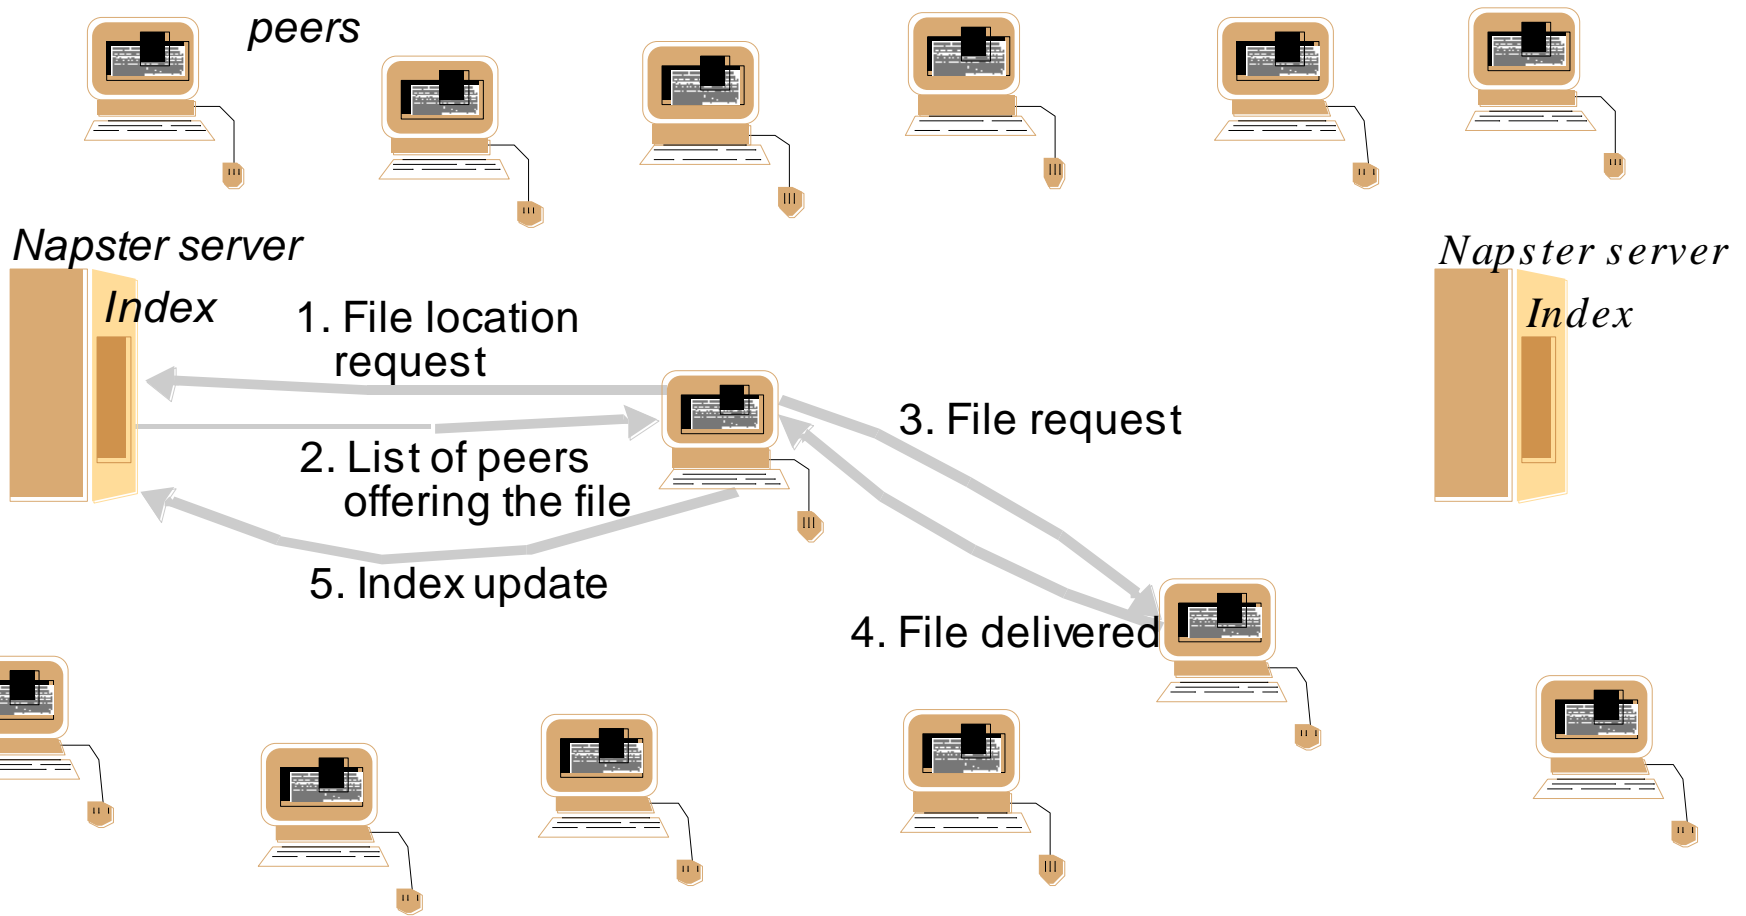 peers
Napster server
Index
Napster server
Index
1. File location
request
2. List of peers
offering the file
3. File request
5. Index update
4. File delivered